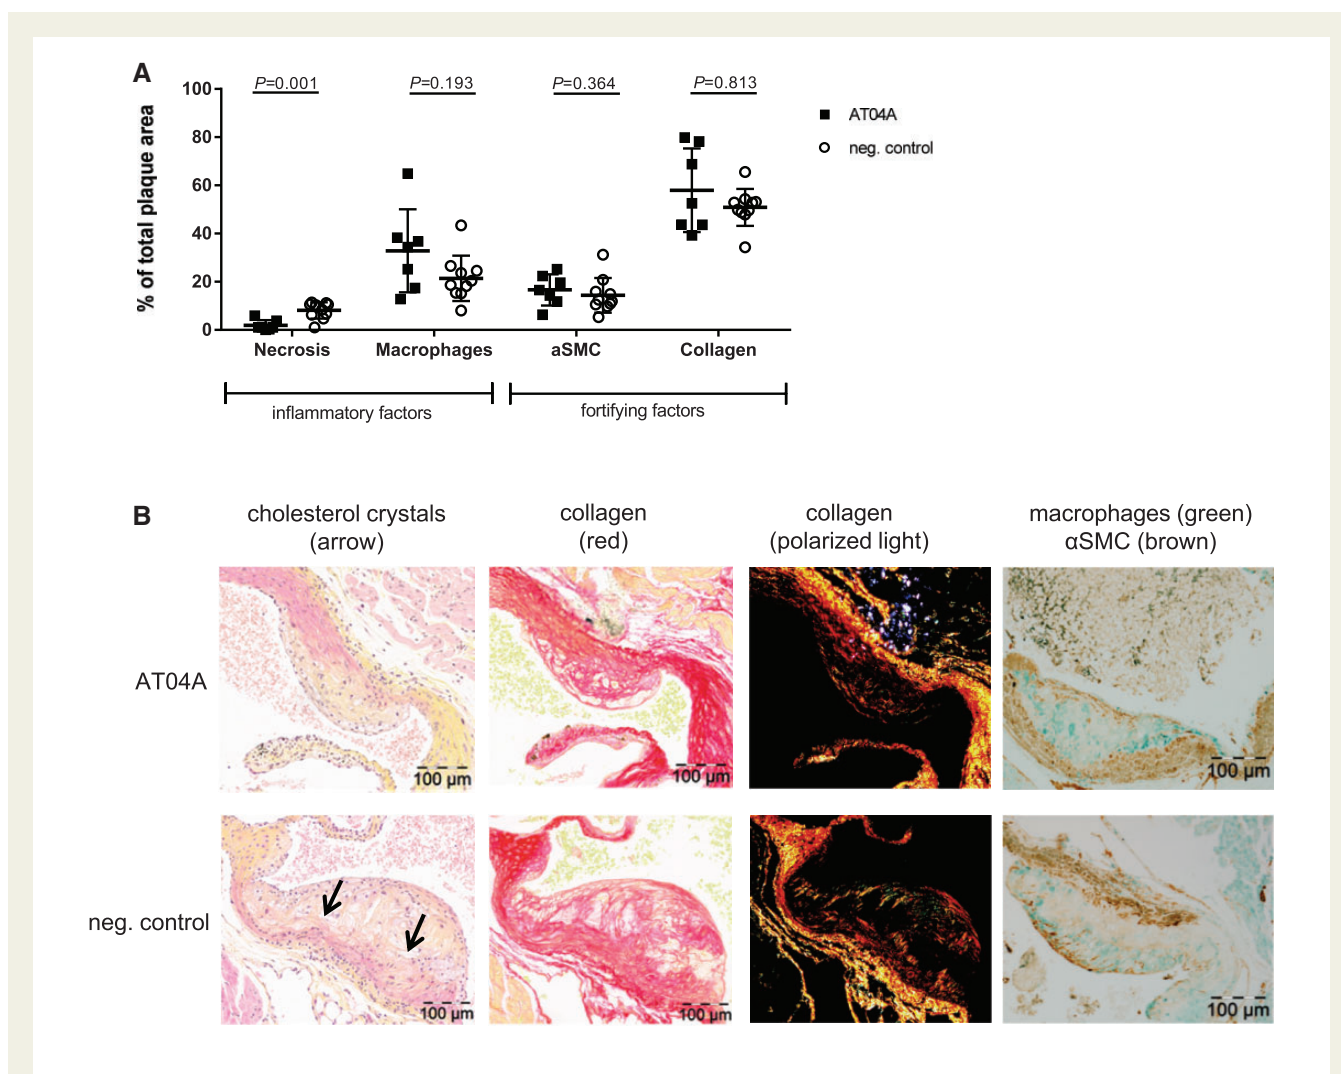 A
P=0.001
P=0.193
P=0.364
P=0.813
% of total plaque area
100
80
60
40
20
0
AT04A
neg. control
Necrosis
Macrophages
aSMC
Collagen
inflammatory factors
fortifying factors
B
cholesterol crystals
(arrow)
collagen
(red)
collagen
(polarized light)
macrophages (green)
αSMC (brown)
AT04A
100 µm
100 µm
100 µm
neg. control
100 µm
100 µm
100 µm